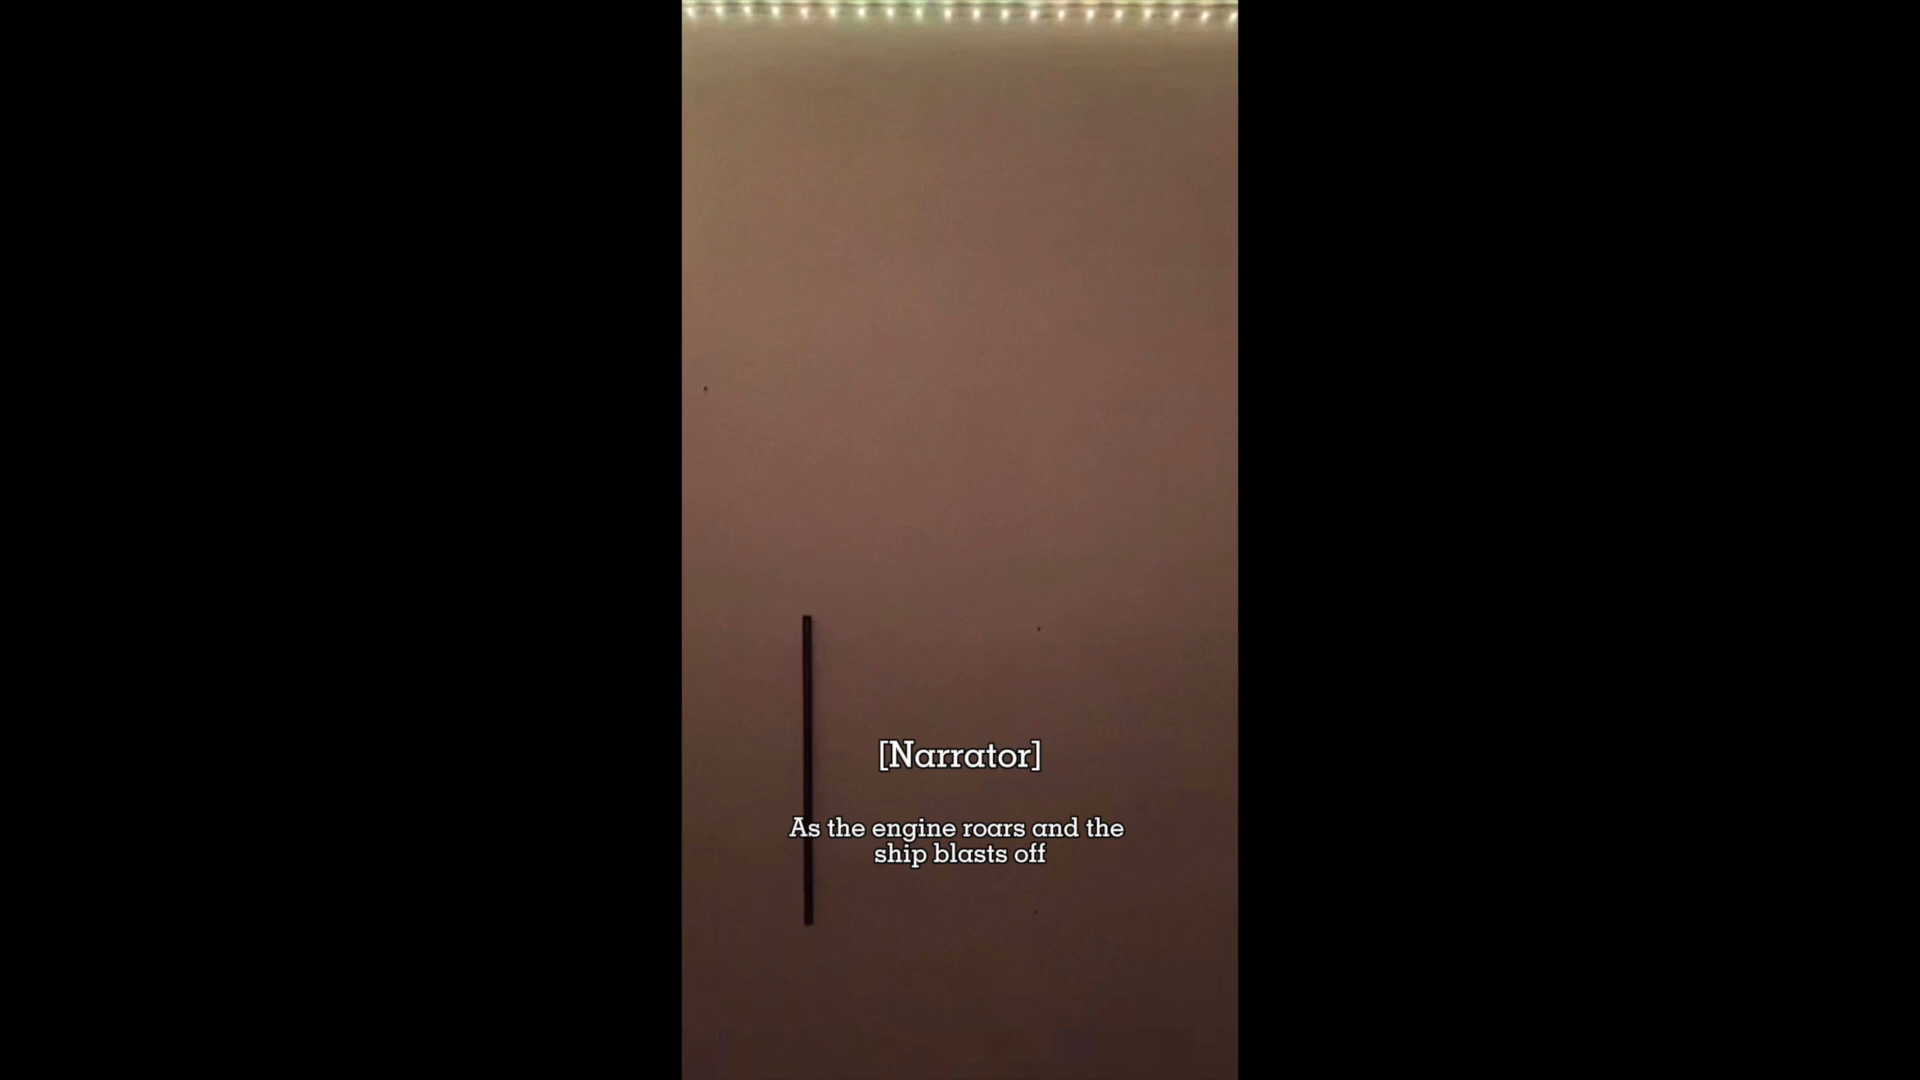 [Narrator]
As the engine roars and the
ship blasts off